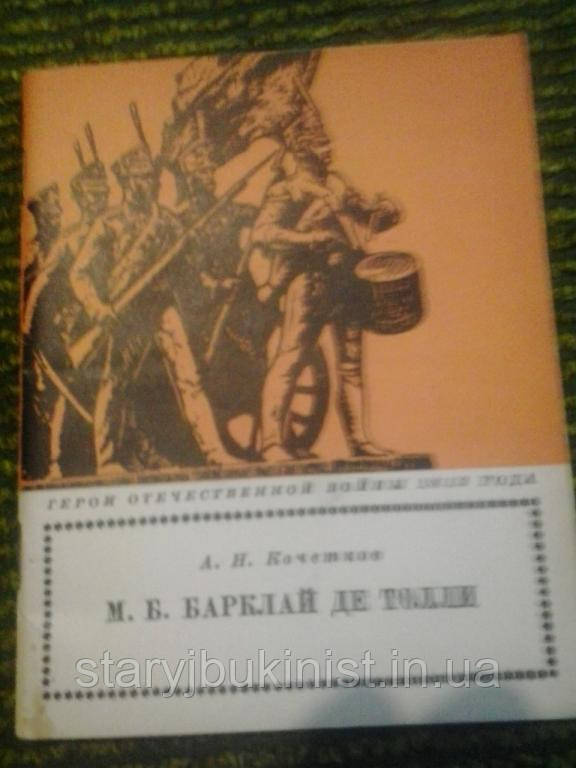 ГЕРОИ ОТЕЧЕСТВЕННОЙ ВОЙНЫ 1812 ГОДА
А. Н. Кочетков
М. Б. БАРКЛАЙ ДЕ ТОЛЛИ
staryjbukinist.in.ua